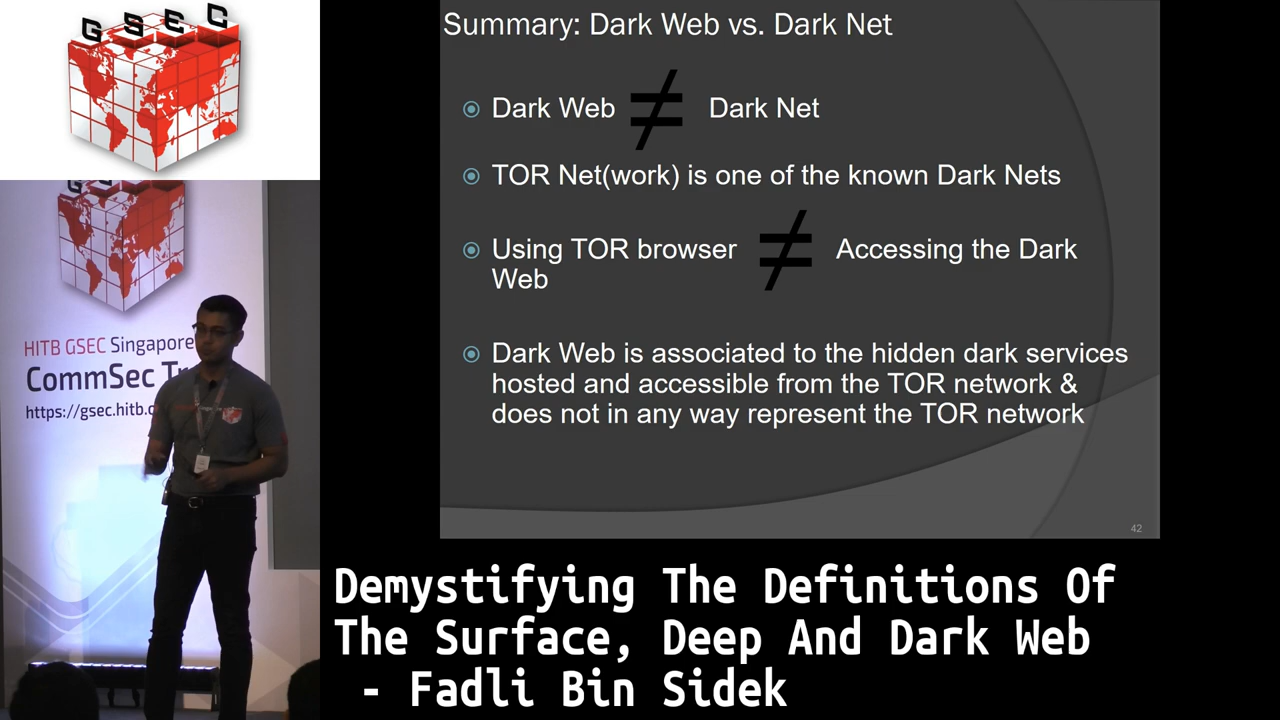 G S E C
G S
HITB GSEC Singapore
CommSec Tr
https://gsec.hitb.o
Summary: Dark Web vs. Dark Net
Dark Web ≠ Dark Net
TOR Net(work) is one of the known Dark Nets
Using TOR browser ≠ Accessing the Dark
Web
Dark Web is associated to the hidden dark services
hosted and accessible from the TOR network &
does not in any way represent the TOR network
42
Demystifying The Definitions Of
The Surface, Deep And Dark Web
- Fadli Bin Sidek